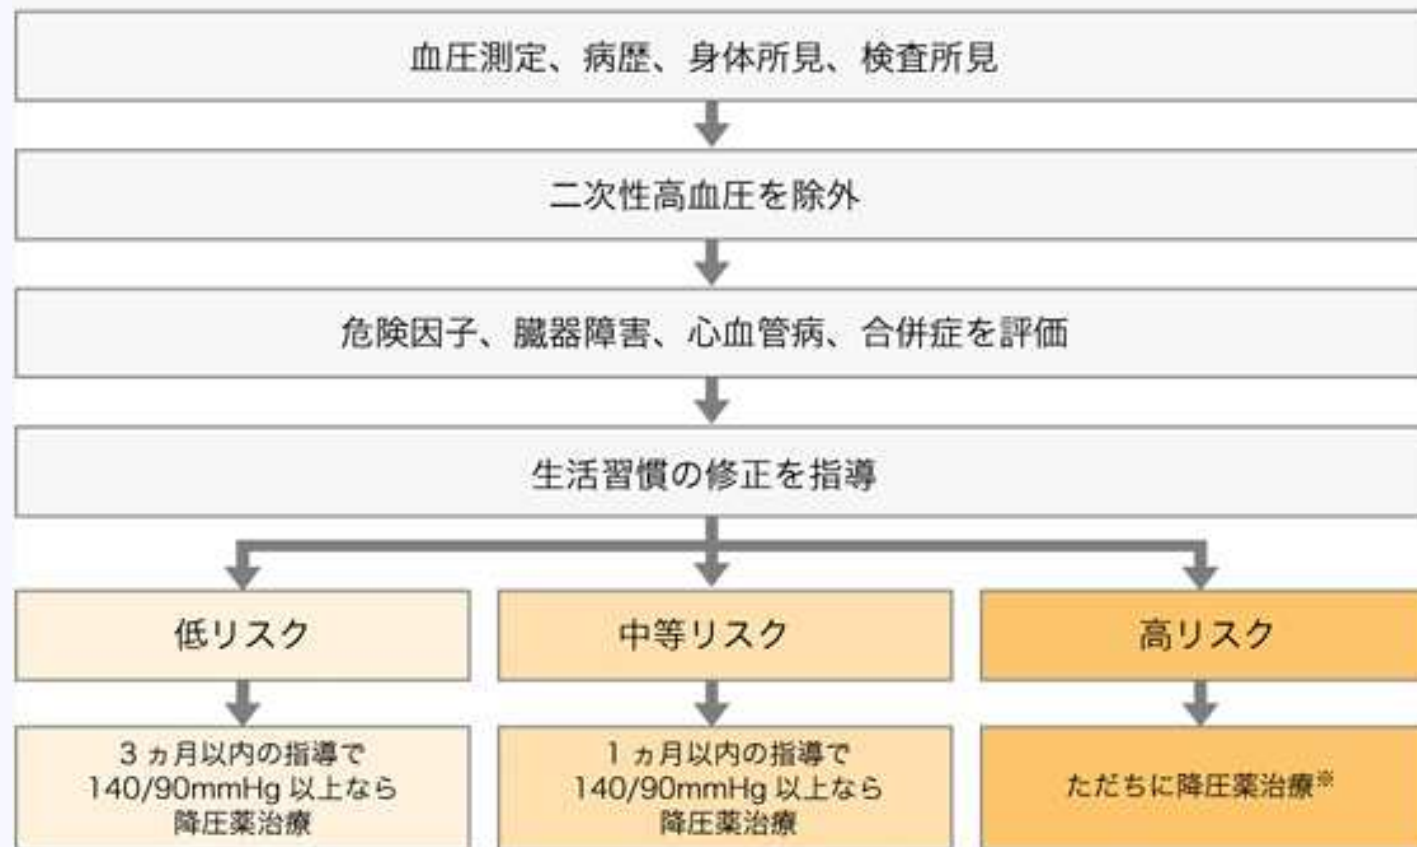 血圧測定、病歴、身体所見、検査所見
二次性高血圧を除外
危険因子、臓器障害、心血管病、合併症を評価
生活習慣の修正を指導
低リスク
中等リスク
高リスク
3 ヵ月以内の指導で
140/90mmHg 以上なら
降圧薬治療
1 ヵ月以内の指導で
140/90mmHg 以上なら
降圧薬治療
ただちに降圧薬治療※